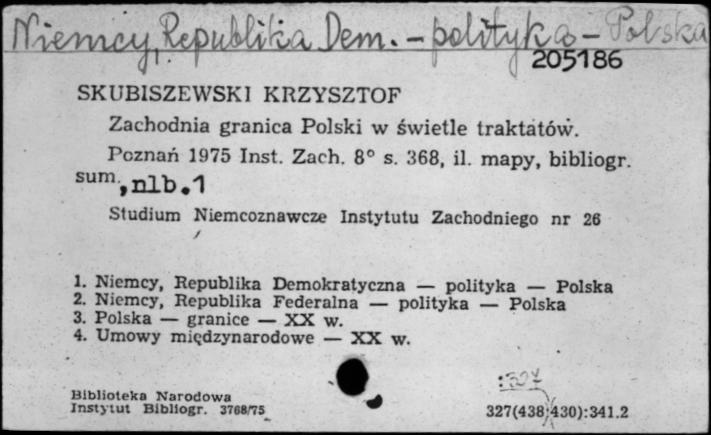 Niemcy, Republika Dem. – polityka – Polska
205186
SKUBISZEWSKI KRZYSZTOF
Zachodnia granica Polski w świetle traktatów.
Poznań 1975 Inst. Zach. 8° s. 368, il. mapy, bibliogr.
sum., nlb. 1
Studium Niemcoznawcze Instytutu Zachodniego nr 26
1. Niemcy, Republika Demokratyczna — polityka — Polska
2. Niemcy, Republika Federalna — polityka — Polska
3. Polska — granice — XX w.
4. Umowy międzynarodowe — XX w.
:327
Biblioteka Narodowa
Instytut Bibliogr. 3768/75
327(438:430):341.2